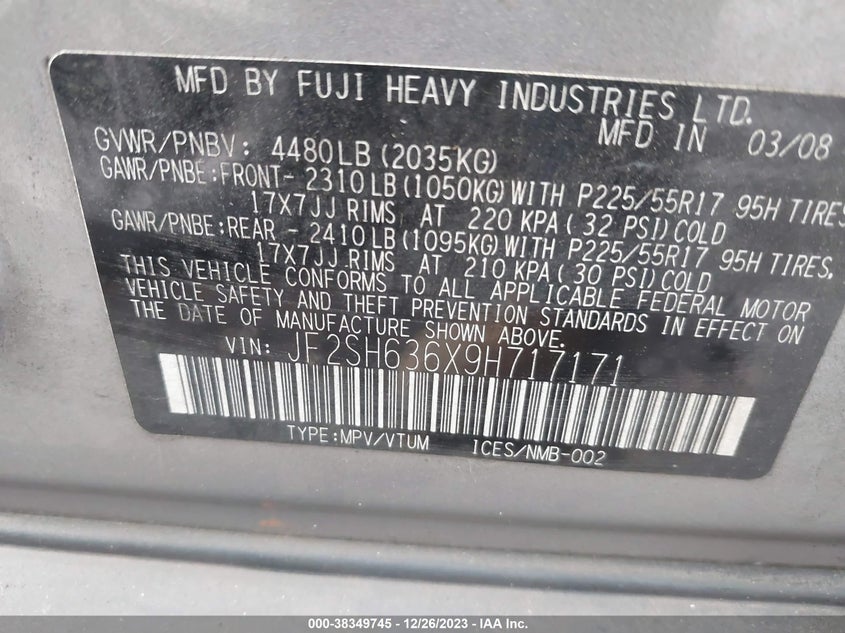 MFD BY FUJI HEAVY INDUSTRIES LTD.
MFD IN 03/08
GVWR/PNBV: 4480LB (2035KG)
GAWR/PNBE:FRONT- 2310LB(1050KG)WITH P225/55R17 95H TIRES
17X7JJ RIMS AT 220 KPA( 32 PSI)COLD
GAWR/PNBE:REAR - 2410LB(1095KG)WITH P225/55R17 95H TIRES,
17X7JJ RIMS AT 210 KPA( 30 PSI)COLD
THIS VEHICLE CONFORMS TO ALL APPLICABLE FEDERAL MOTOR
VEHICLE SAFETY AND THEFT PREVENTION STANDARDS IN EFFECT ON
THE DATE OF MANUFACTURE SHOWN ABOVE.
VIN: JF2SH636X9H717171
TYPE:MPV/VTUM ICES/NMB-002
000-38349745 - 12/26/2023 - IAA Inc.